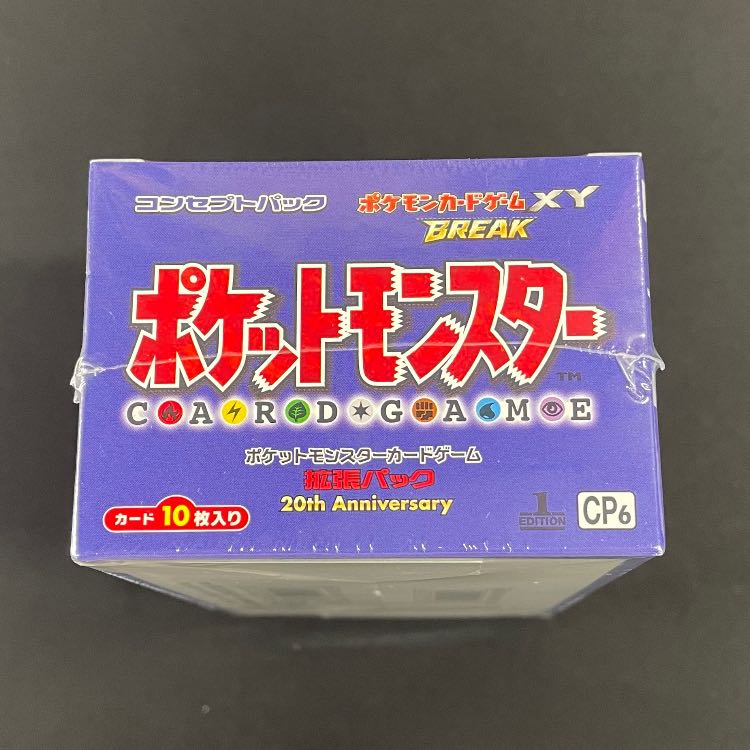 コンセプトパック
ポケモンカードゲーム XY
BREAK
ポケットモンスター
TM
CARD GAME
ポケットモンスターカードゲーム
拡張パック
20th Anniversary
カード 10枚入り
1
EDITION
CP6